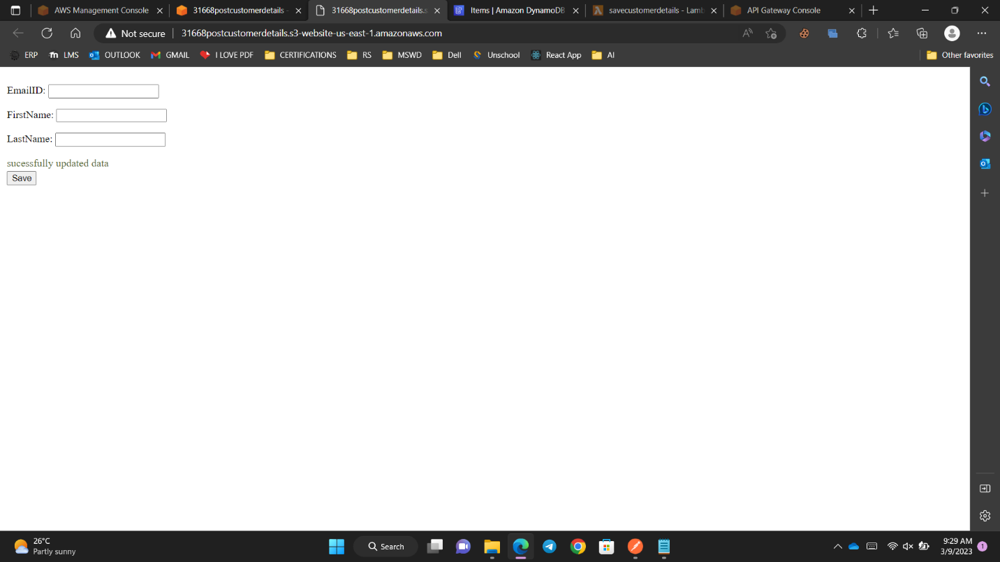 AWS Management Console
31668postcustomerdetails -
31668postcustomerdetails.s
Items | Amazon DynamoDB
savecustomerdetails - Lamb
API Gateway Console
Not secure
31668postcustomerdetails.s3-website-us-east-1.amazonaws.com
ERP
LMS
OUTLOOK
GMAIL
I LOVE PDF
CERTIFICATIONS
RS
MSWD
Dell
Unschool
React App
AI
Other favorites
EmailID:
FirstName:
LastName:
sucessfully updated data
Save
26°C
Partly sunny
Search
9:29 AM
3/9/2023
1